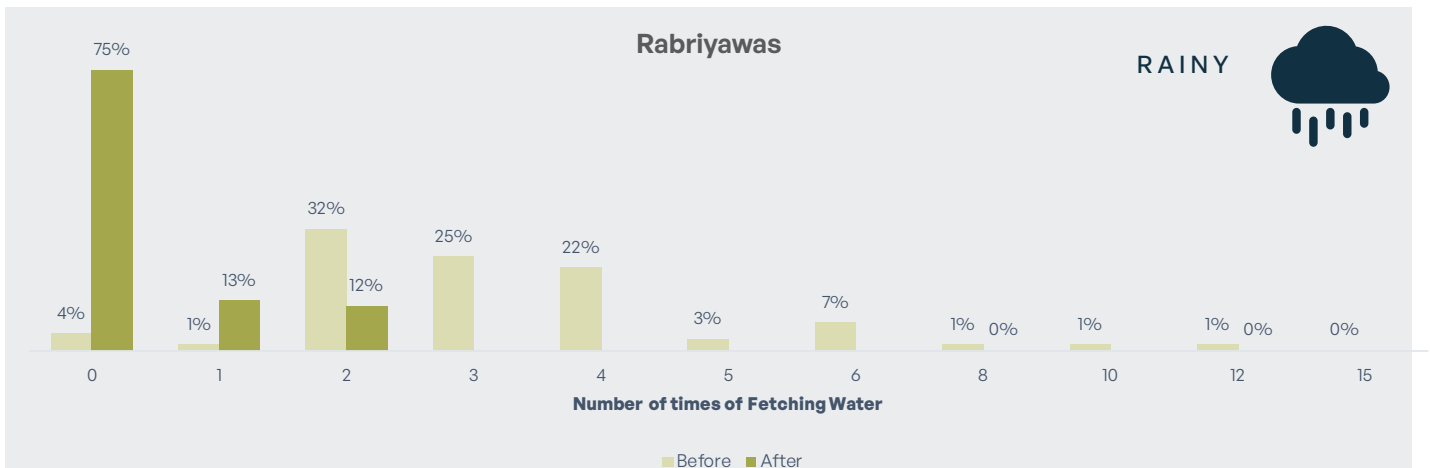 Rabriyawas
RAINY
75%
32%
25%
22%
13%
12%
4%
1%
3%
7%
1% 0%
1%
1% 0%
0%
0 1 2 3 4 5 6 8 10 12 15
Number of times of Fetching Water
Before After